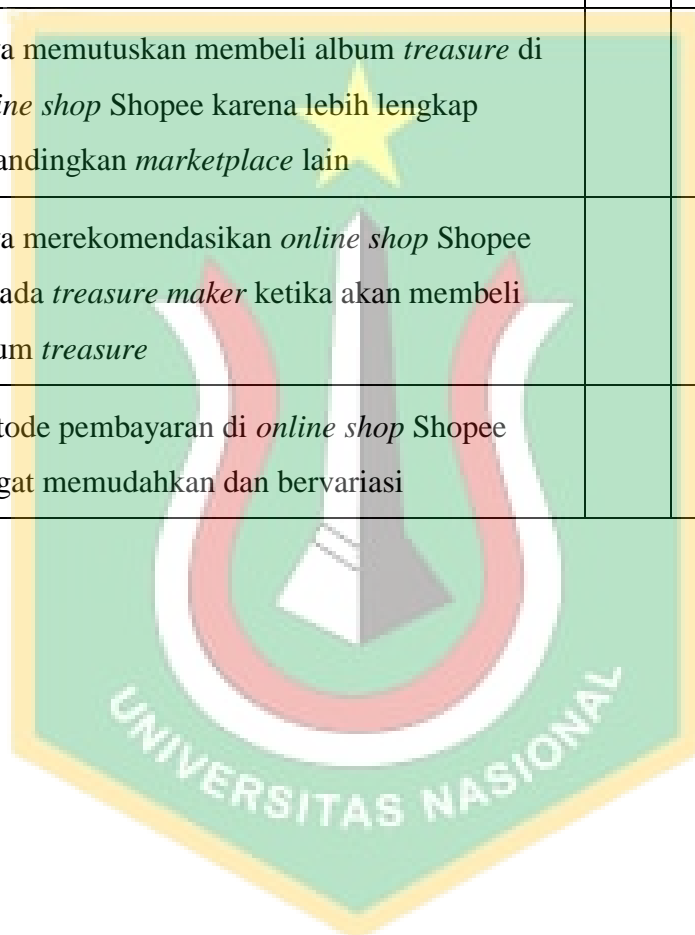 a memutuskan membeli album treasure di
ine shop Shopee karena lebih lengkap
andingkan marketplace lain
a merekomendasikan online shop Shopee
ada treasure maker ketika akan membeli
um treasure
tode pembayaran di online shop Shopee
gat memudahkan dan bervariasi
UNIVERSITAS NASIONAL